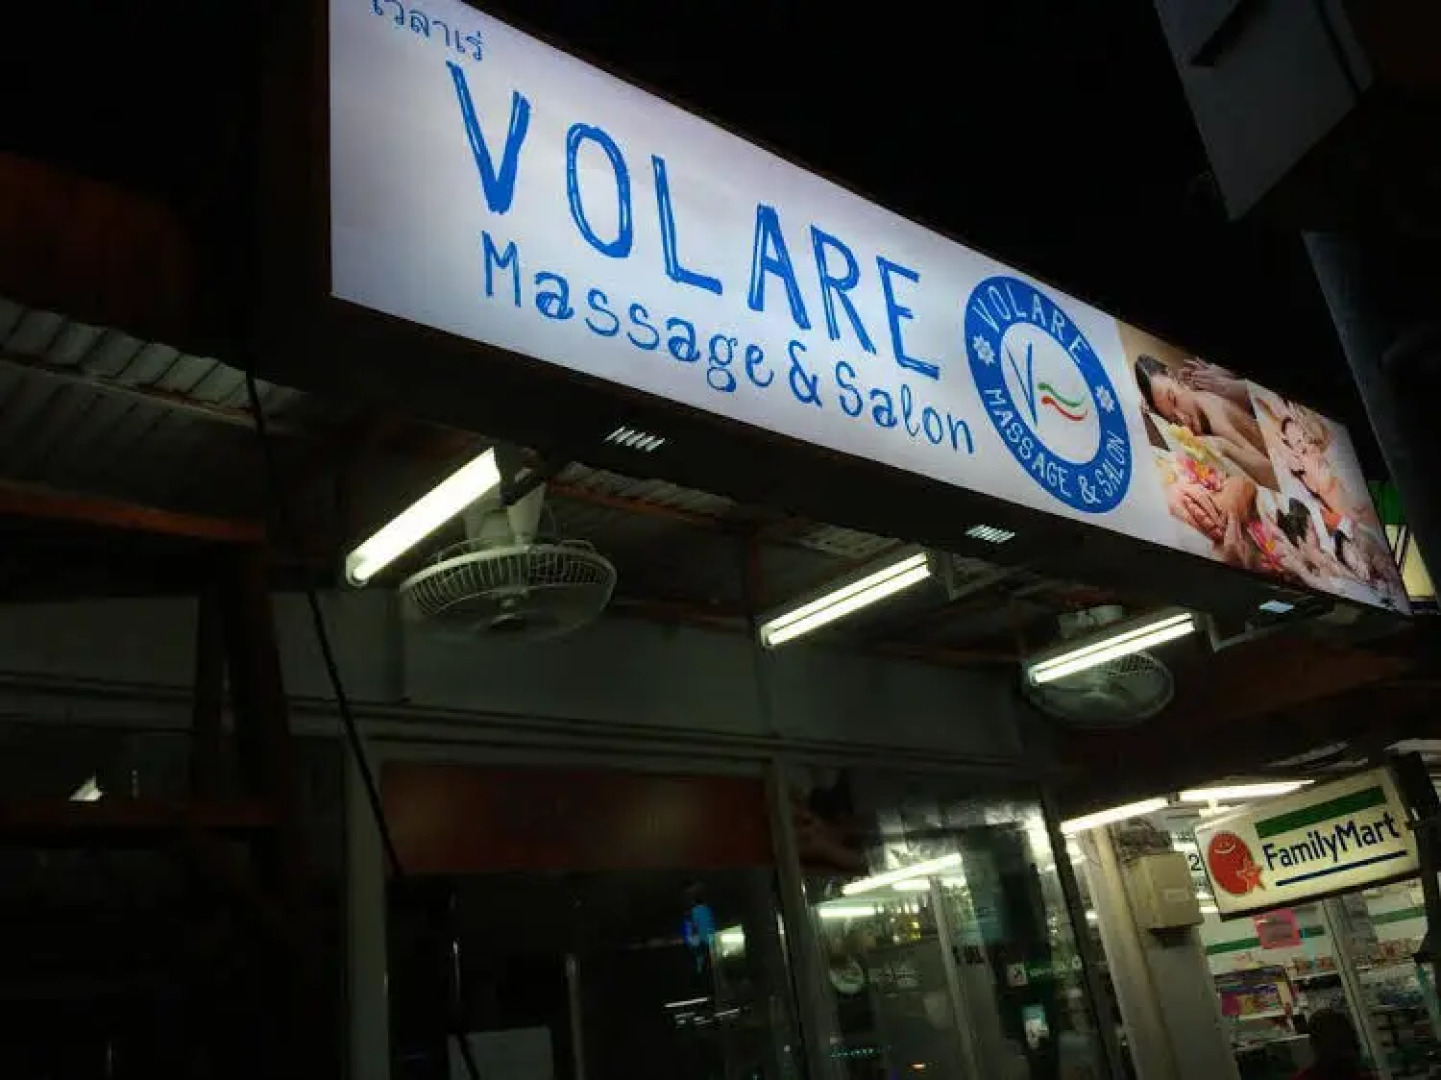 เวลาเร่
VOLARE
Massage & Salon
VOLARE
V
MASSAGE & SALON
FamilyMart